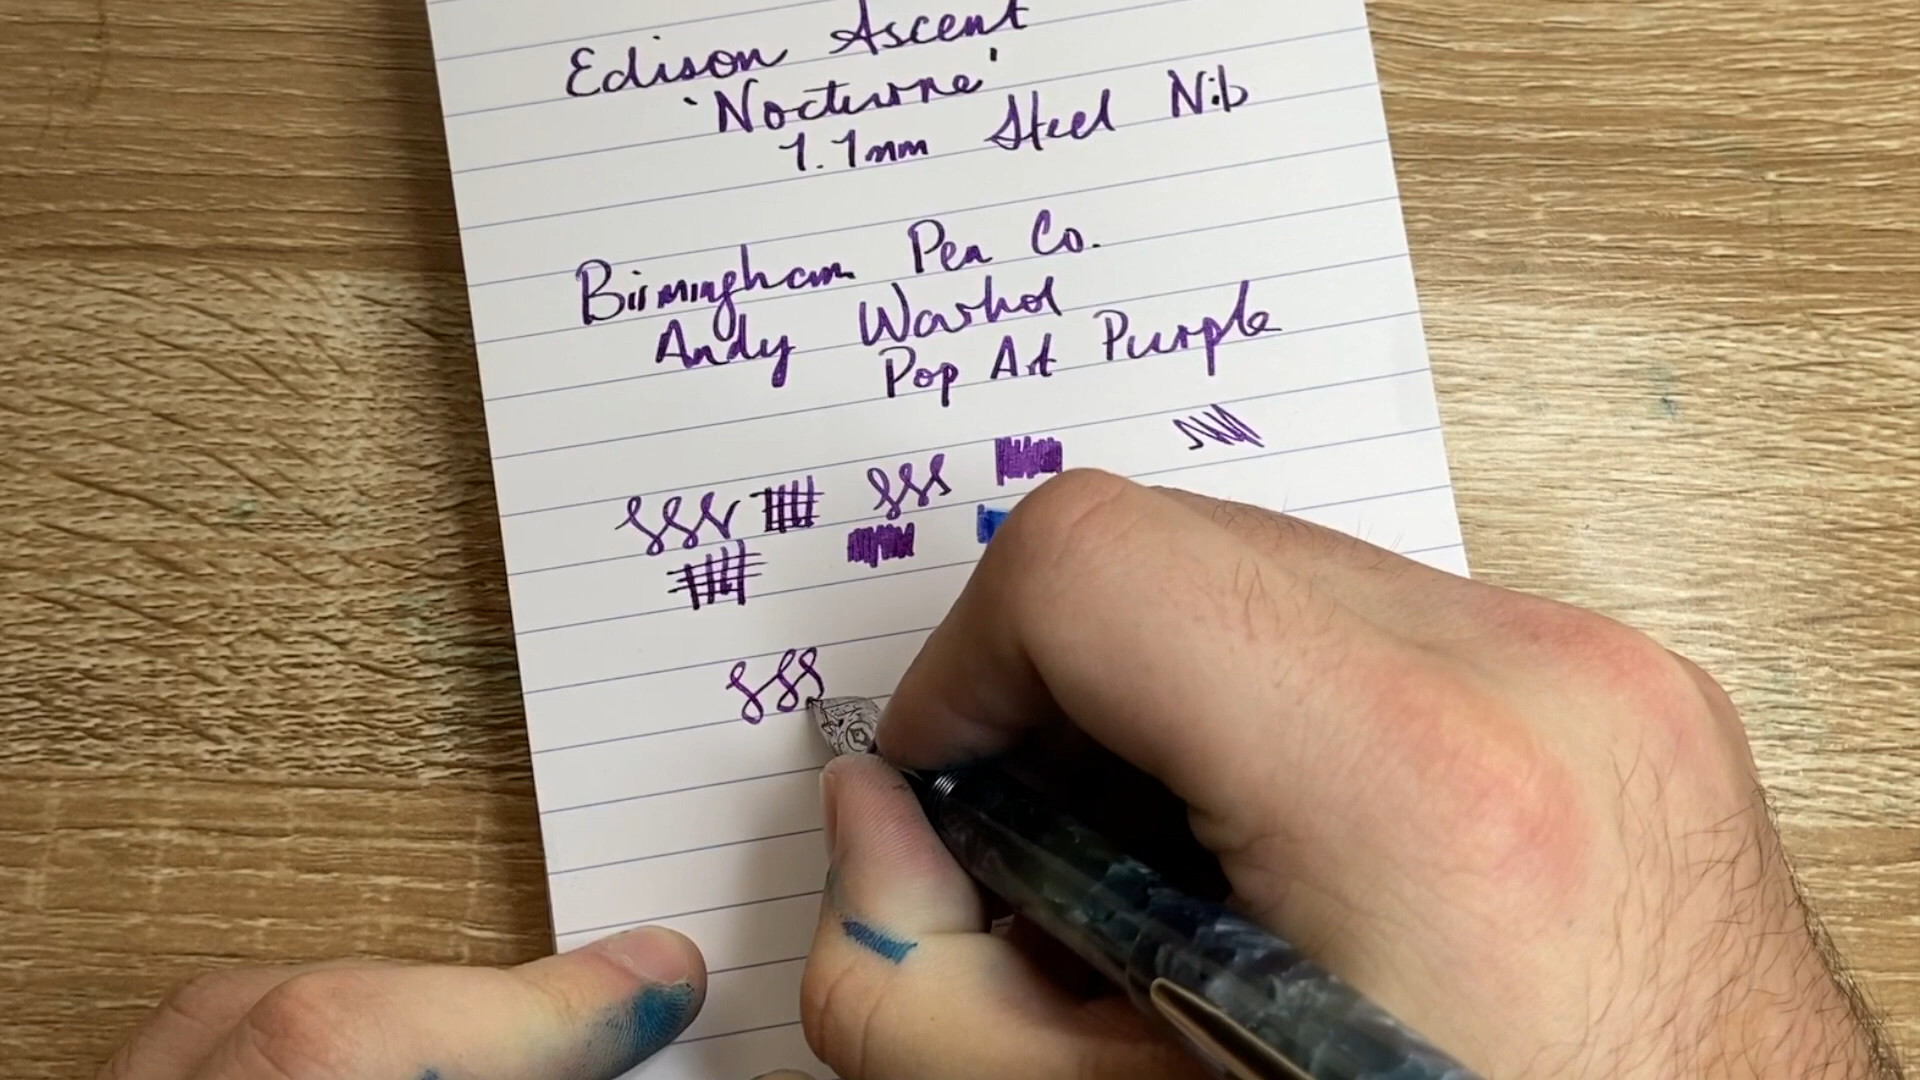 Edison Ascent
'Nocturne'
1.1mm Steel Nib
Birmingham Pen Co.
Andy Warhol
Pop Art Purple